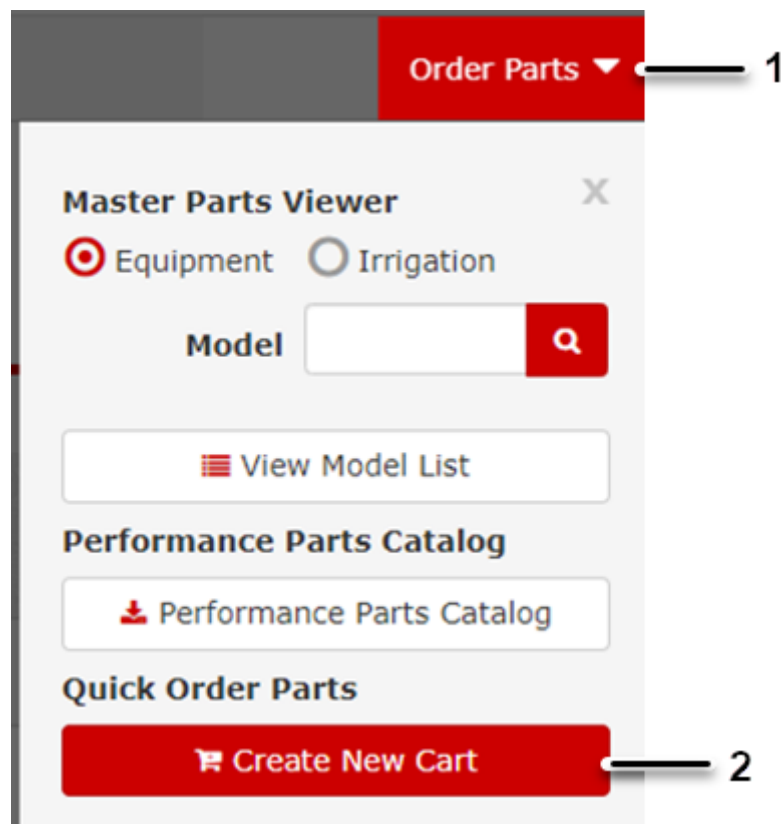 Order Parts
1
Master Parts Viewer
X
Equipment Irrigation
Model
View Model List
Performance Parts Catalog
Performance Parts Catalog
Quick Order Parts
Create New Cart
2